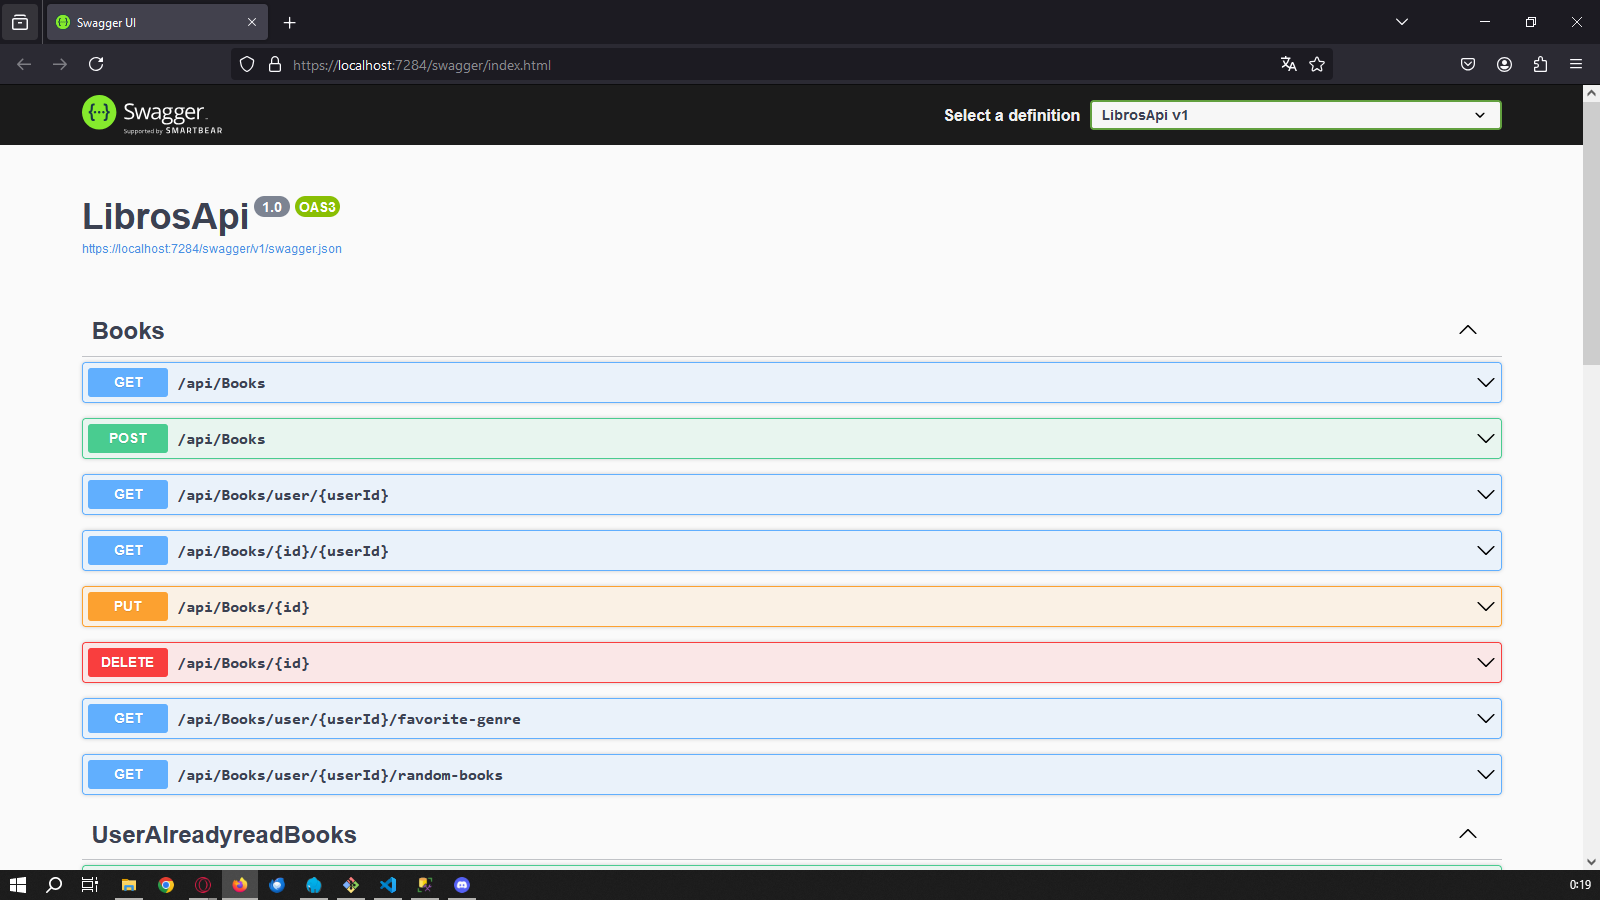 Swagger UI
https://localhost:7284/swagger/index.html
Swagger
Supported by SMARTBEAR
Select a definition
LibrosApi v1
LibrosApi 1.0 OAS3
https://localhost:7284/swagger/v1/swagger.json
Books
GET /api/Books
POST /api/Books
GET /api/Books/user/{userId}
GET /api/Books/{id}/{userId}
PUT /api/Books/{id}
DELETE /api/Books/{id}
GET /api/Books/user/{userId}/favorite-genre
GET /api/Books/user/{userId}/random-books
UserAlreadyreadBooks
0:19